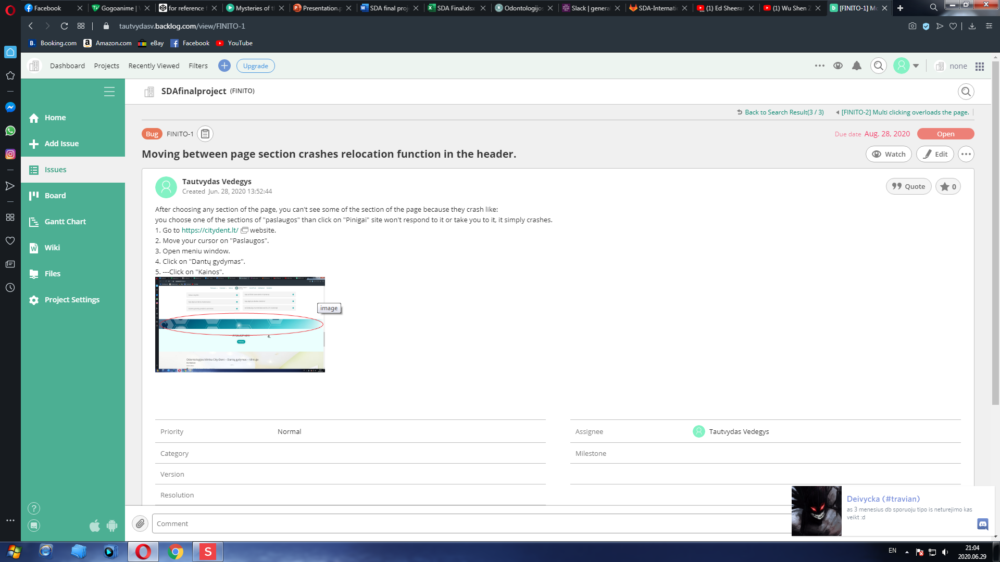 Facebook
Gogoanime |
for reference f
Mysteries of t
Presentation.p
SDA final proj
SDA Final.xlsx
Odontologijos
Slack | genera
SDA-Internati
(1) Ed Sheerar
(1) Wu Shen Z
[FINITO-1] Mo
tautvydasv.backlog.com/view/FINITO-1
Booking.com
Amazon.com
eBay
Facebook
YouTube
Dashboard
Projects
Recently Viewed
Filters
Upgrade
none
SDAfinalproject (FINITO)
Home
Add Issue
Issues
Board
Gantt Chart
Wiki
Files
Project Settings
Back to Search Result(3 / 3)
[FINITO-2] Multi clicking overloads the page.
Bug
FINITO-1
Due date Aug. 28, 2020
Open
Moving between page section crashes relocation function in the header.
Watch
Edit
Tautvydas Vedegys
Created Jun. 28, 2020 13:52:44
Quote
0
After choosing any section of the page, you can't see some of the section of the page because they crash like:
you choose one of the sections of "paslaugos" than click on "Pinigai" site won't respond to it or take you to it, it simply crashes.
1. Go to https://citydent.lt/ website.
2. Move your cursor on "Paslaugos".
3. Open meniu window.
4. Click on "Dantų gydymas".
5. ---Click on "Kainos".
4.
Odontologijos klinika City-Dent – Dantų gydymas – Vilniuje
image
Priority
Normal
Assignee
Tautvydas Vedegys
Category
Milestone
Version
Resolution
Comment
Deivycka (#travian)
as 3 menesius db sporuoju tipo is neturejimo kas
veikt :d
EN
21:04
2020.06.29